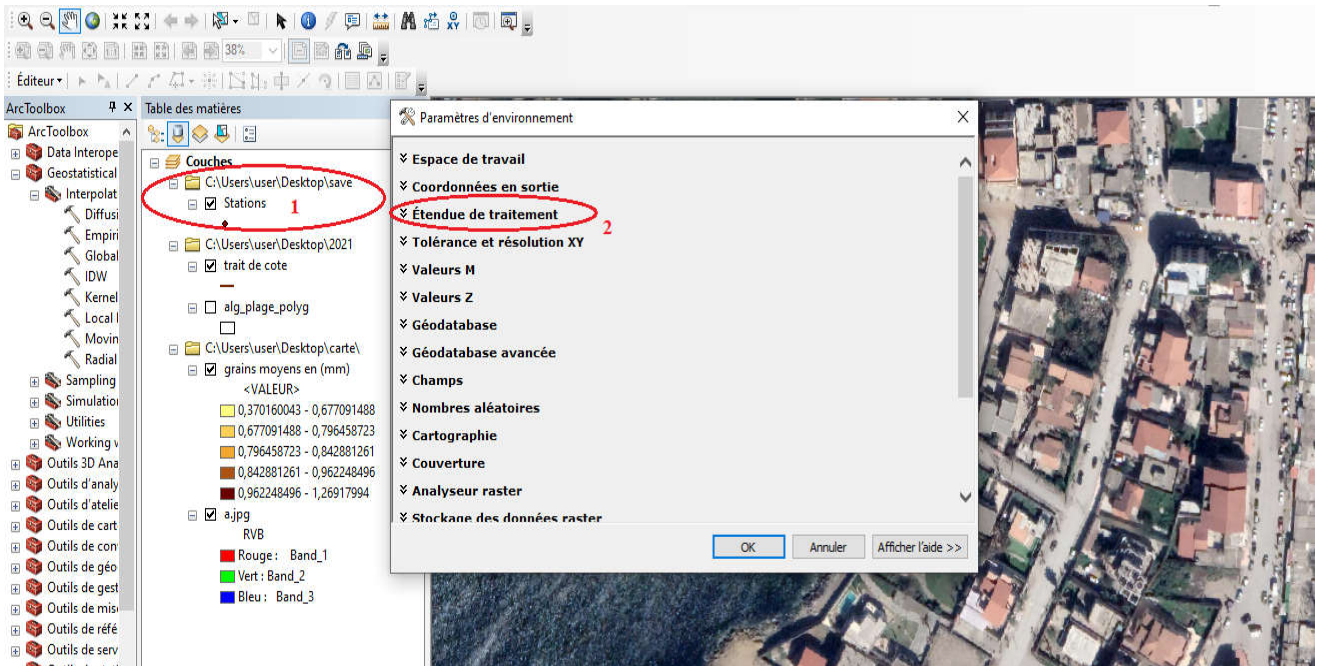 38%
Éditeur
ArcToolbox
ArcToolbox
Data Interope
Geostatistical
Interpolat
Diffusi
Empiri
Global
IDW
Kernel
Local I
Movin
Radial
Sampling
Simulation
Utilities
Working v
Outils 3D Ana
Outils d'analy
Outils d'atelie
Outils de cart
Outils de con
Outils de géo
Outils de gest
Outils de mis
Outils de réfé
Outils de serv
Table des matières
Couches
C:\Users\user\Desktop\save
Stations
1
C:\Users\user\Desktop\2021
trait de cote
alg_plage_polyg
C:\Users\user\Desktop\carte\
grains moyens en (mm)
<VALEUR>
0,370160043 - 0,677091488
0,677091488 - 0,796458723
0,796458723 - 0,842881261
0,842881261 - 0,962248496
0,962248496 - 1,26917994
a.jpg
RVB
Rouge : Band_1
Vert : Band_2
Bleu : Band_3
Paramètres d'environnement
Espace de travail
Coordonnées en sortie
Étendue de traitement
2
Tolérance et résolution XY
Valeurs M
Valeurs Z
Géodatabase
Géodatabase avancée
Champs
Nombres aléatoires
Cartographie
Couverture
Analyseur raster
Stockage des données raster
OK
Annuler
Afficher l'aide >>